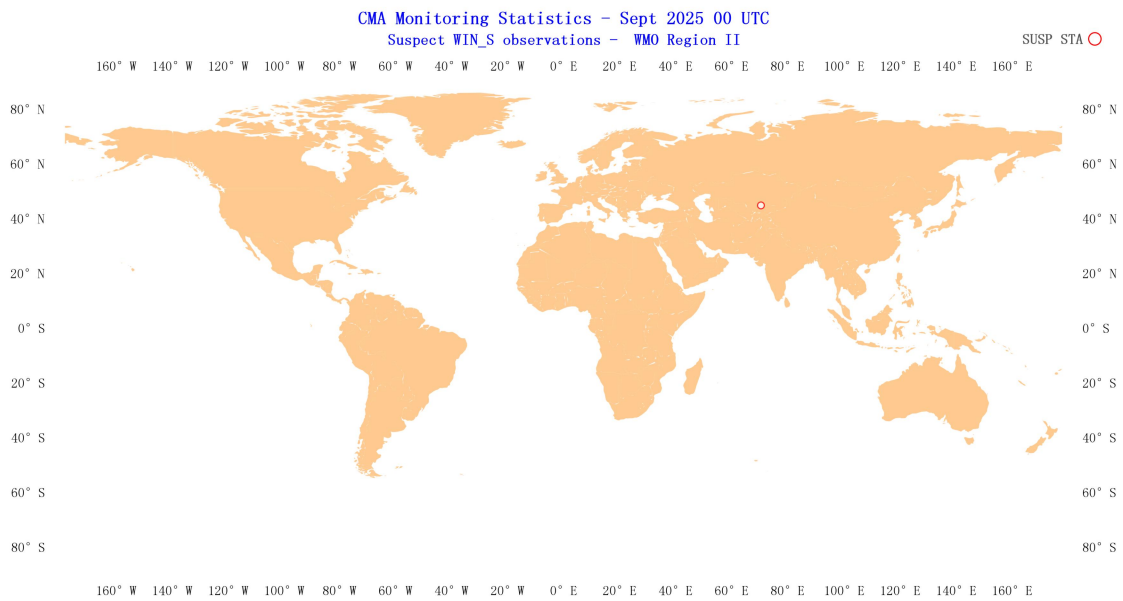 CMA Monitoring Statistics - Sept 2025 00 UTC
Suspect WIN_S observations - WMO Region II
SUSP STA
160° W 140° W 120° W 100° W 80° W 60° W 40° W 20° W 0° E 20° E 40° E 60° E 80° E 100° E 120° E 140° E 160° E
80° N 80° N
60° N 60° N
40° N 40° N
20° N 20° N
0° S 0° S
20° S 20° S
40° S 40° S
60° S 60° S
80° S 80° S
160° W 140° W 120° W 100° W 80° W 60° W 40° W 20° W 0° E 20° E 40° E 60° E 80° E 100° E 120° E 140° E 160° E